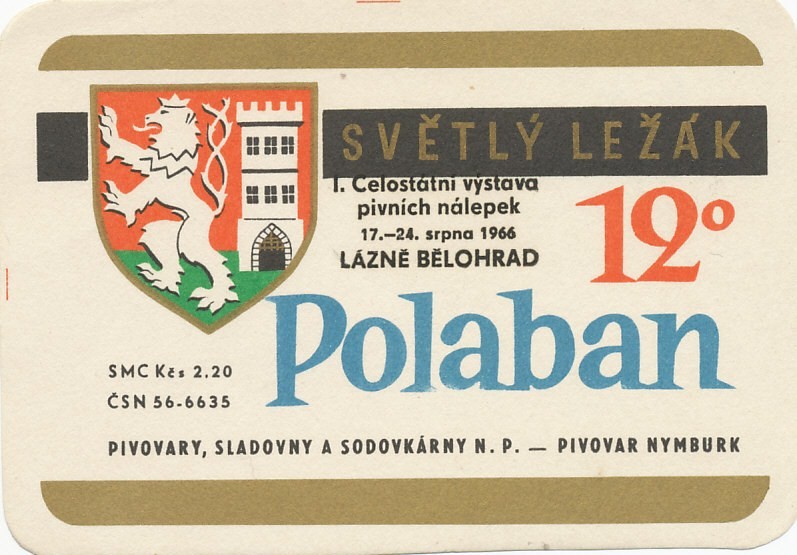 SVĚTLÝ LEŽÁK
I. Celostátní výstava
pivních nálepek
17.—24. srpna 1966
LÁZNĚ BĚLOHRAD
12º
Polaban
SMC Kčs 2,20
ČSN 56-6635
PIVOVARY, SLADOVNY A SODOVKÁRNY N. P. — PIVOVAR NYMBURK